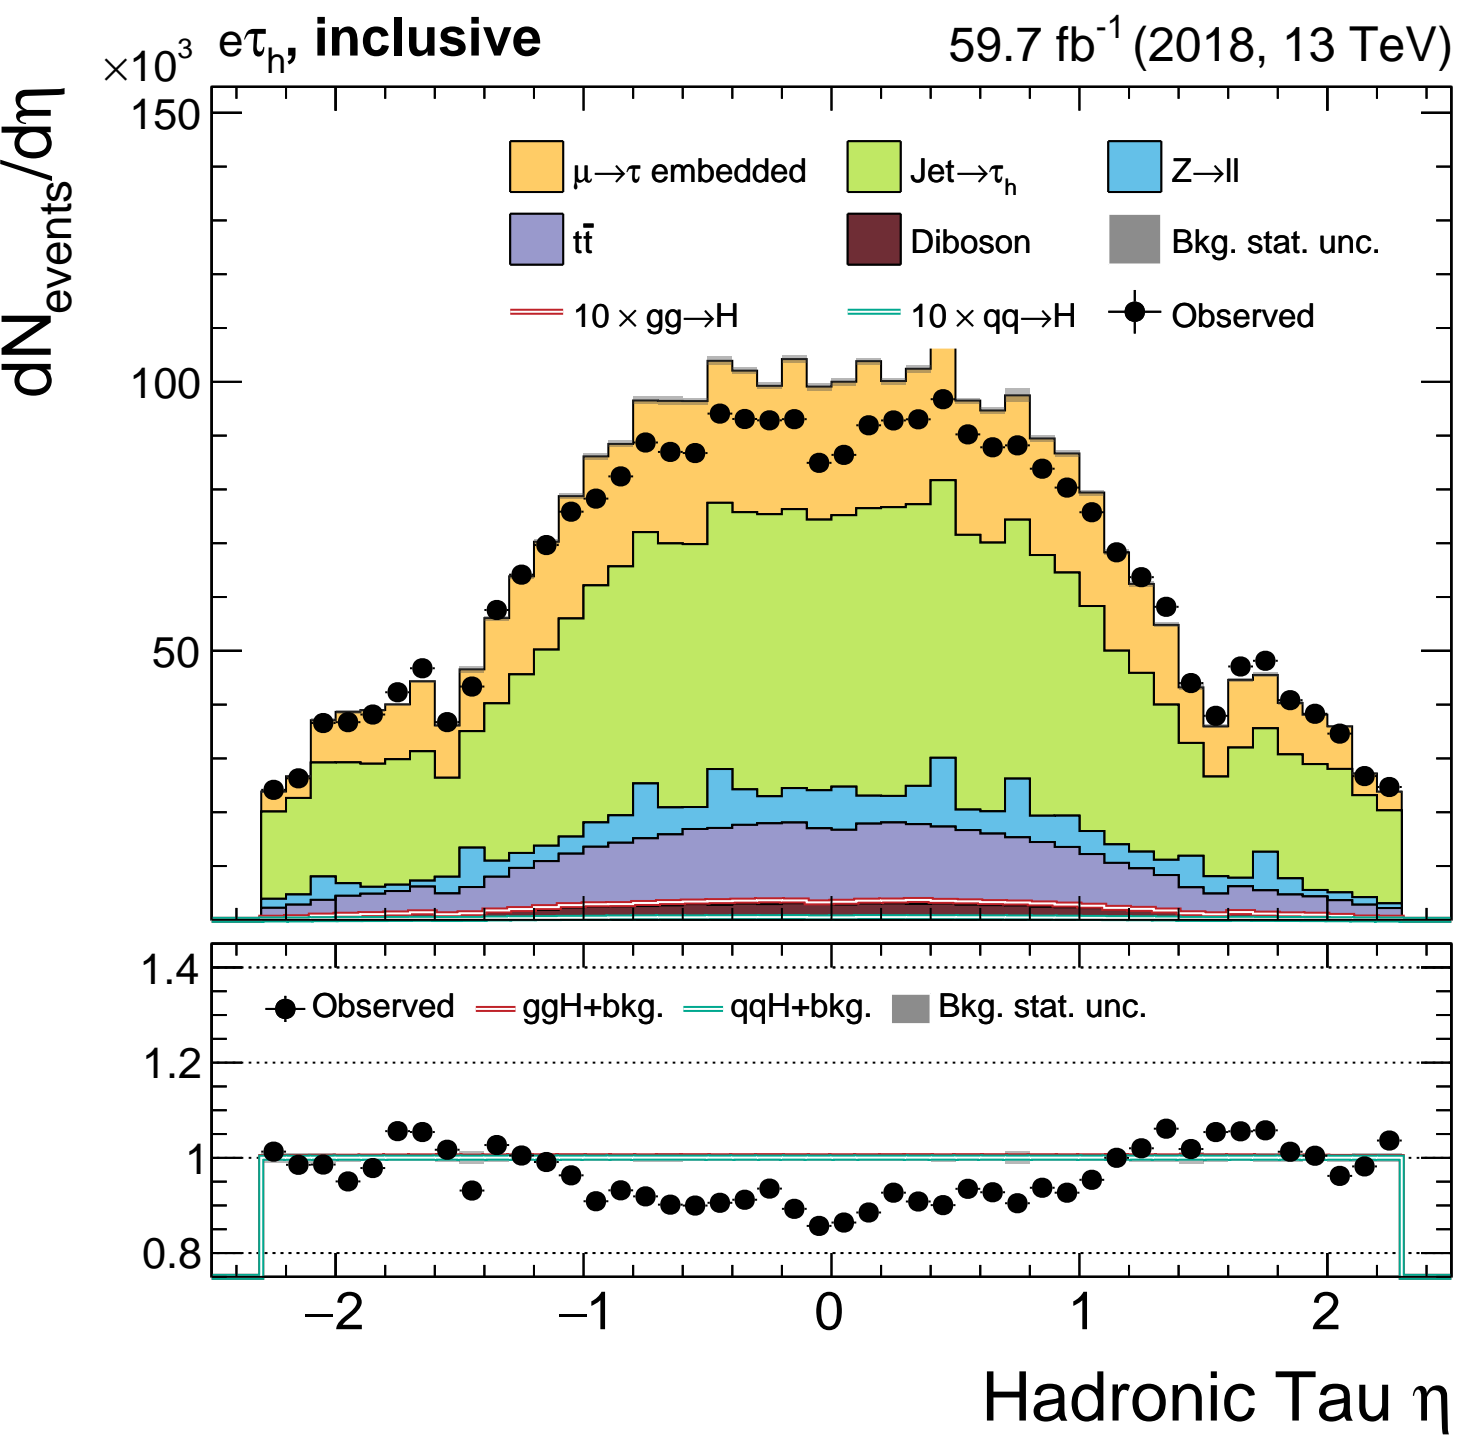 ×10³ eτₕ, inclusive 59.7 fb⁻¹ (2018, 13 TeV)
dN_events/dη
150
100
50
μ→τ embedded Jet→τₕ Z→ll
tt̄ Diboson Bkg. stat. unc.
10 × gg→H 10 × qq→H Observed
1.4
1.2
1
0.8
Observed ggH+bkg. qqH+bkg. Bkg. stat. unc.
−2 −1 0 1 2
Hadronic Tau η